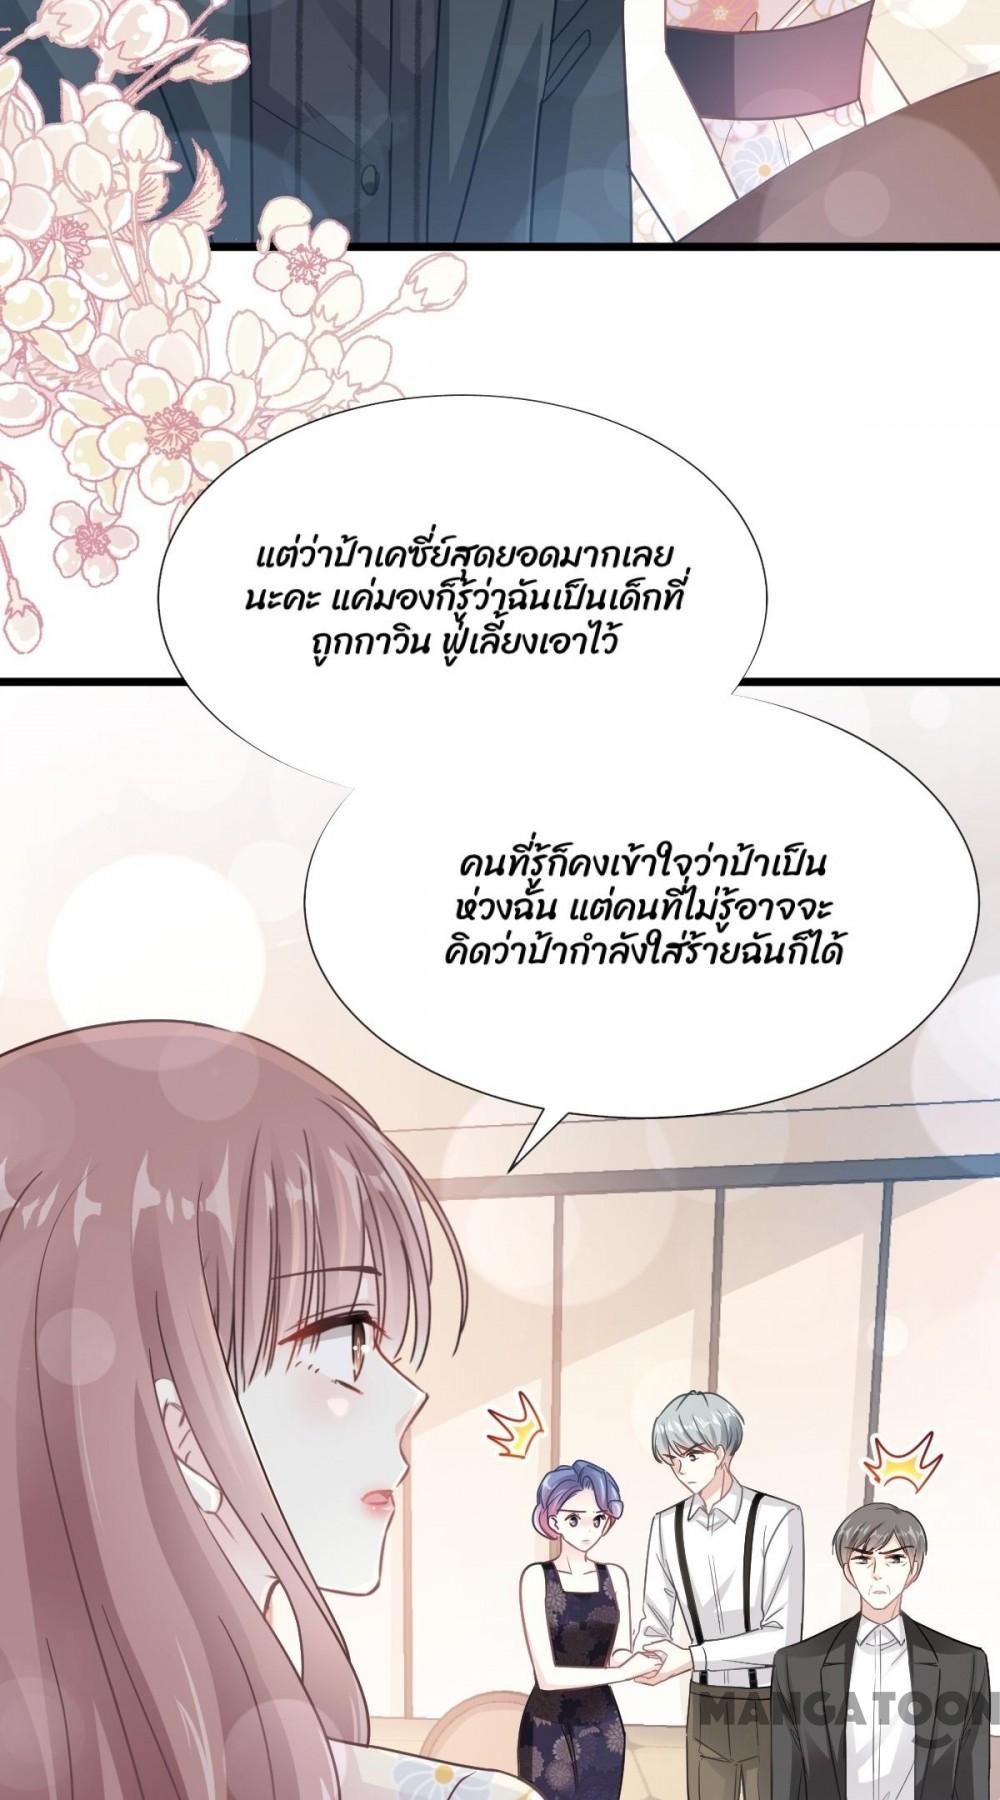 แต่ว่าป้าเคซี่ย์สุดยอดมากเลย
นะคะ แค่มองก็รู้ว่าฉันเป็นเด็กที่
ถูกกาวิน ฟู่เลี้ยงเอาไว้
คนที่รู้ก็คงเข้าใจว่าป้าเป็น
ห่วงฉัน แต่คนที่ไม่รู้อาจจะ
คิดว่าป้ากำลังใส่ร้ายฉันก็ได้
MANGATOON